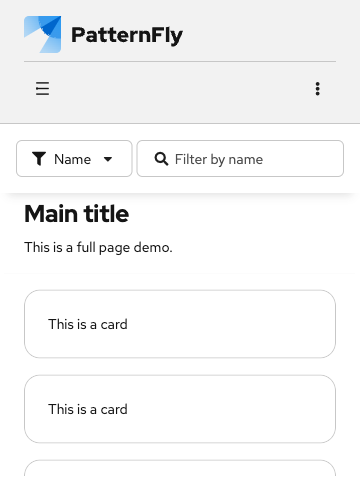 PatternFly
Name
Filter by name
Main title
This is a full page demo.
This is a card
This is a card